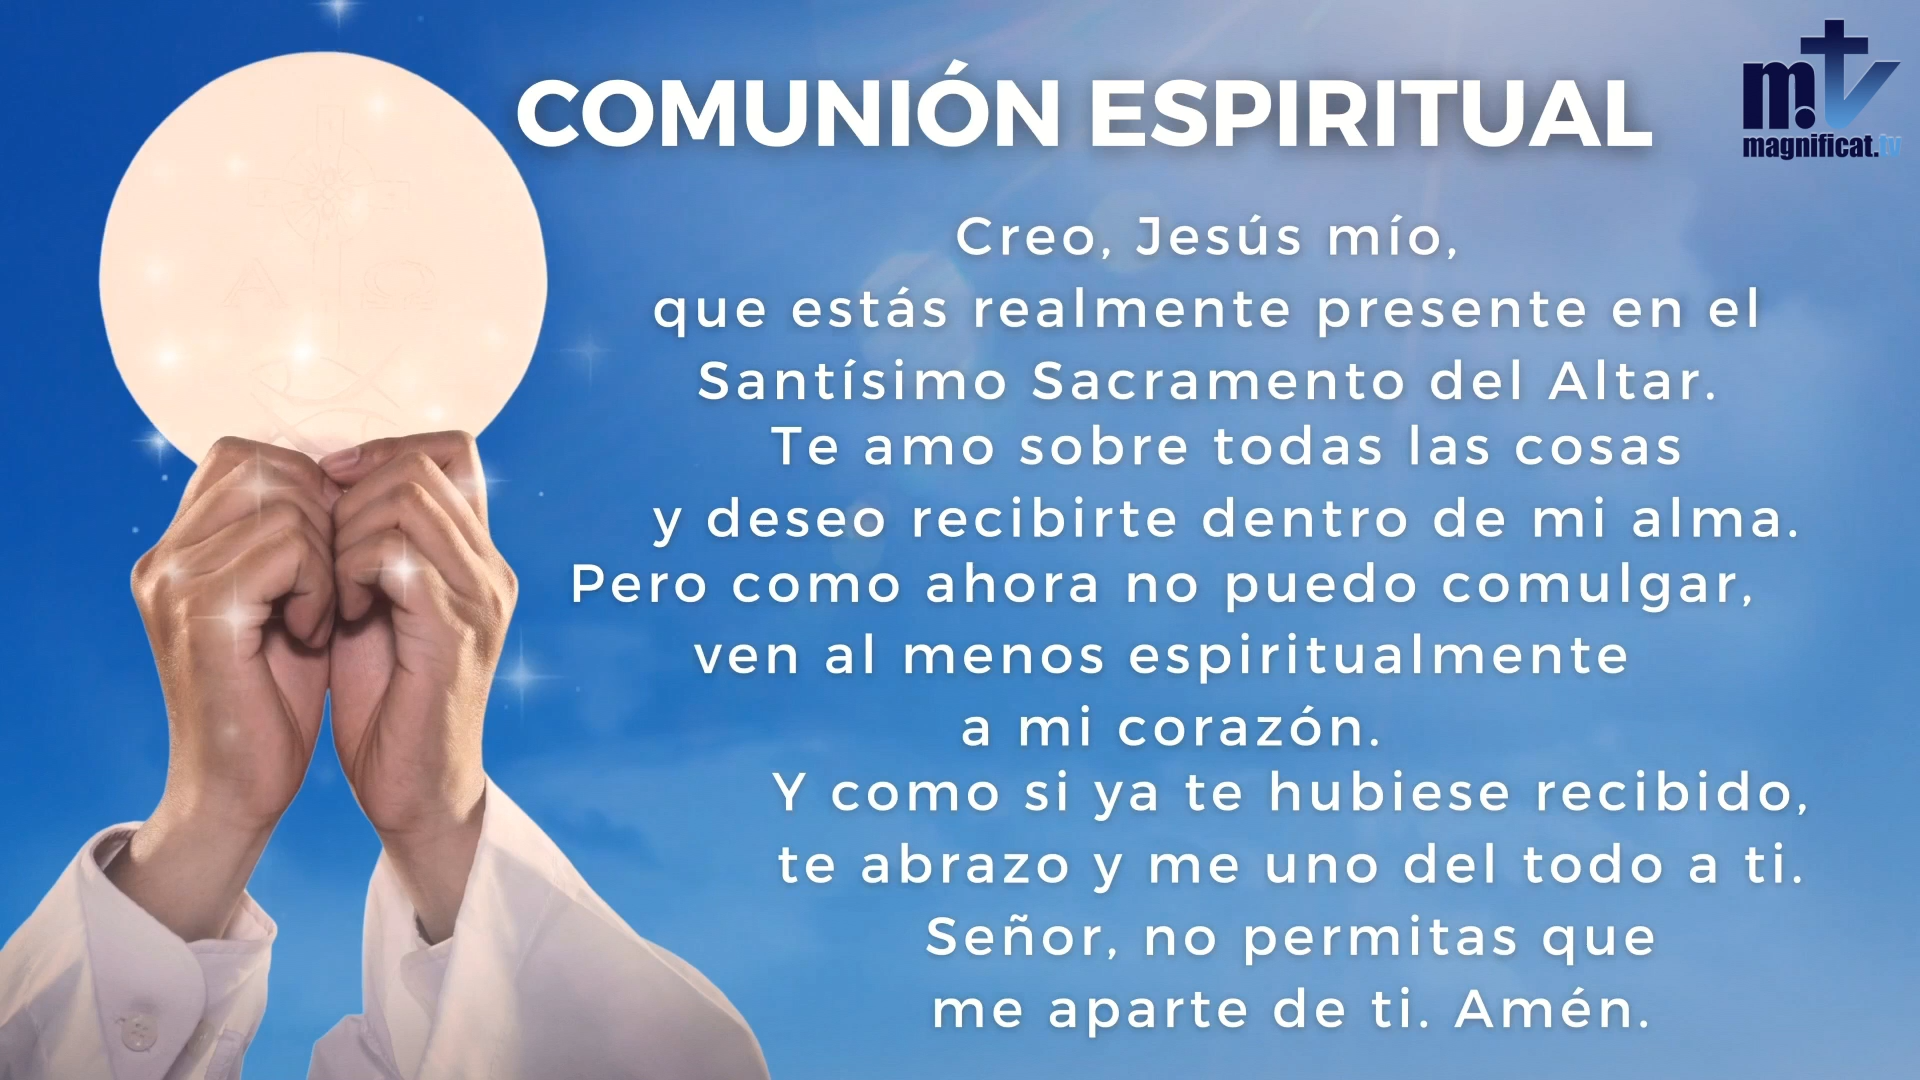 COMUNIÓN ESPIRITUAL
m.tv
magnificat.tv
Creo, Jesús mío,
que estás realmente presente en el
Santísimo Sacramento del Altar.
Te amo sobre todas las cosas
y deseo recibirte dentro de mi alma.
Pero como ahora no puedo comulgar,
ven al menos espiritualmente
a mi corazón.
Y como si ya te hubiese recibido,
te abrazo y me uno del todo a ti.
Señor, no permitas que
me aparte de ti. Amén.
Α Ω